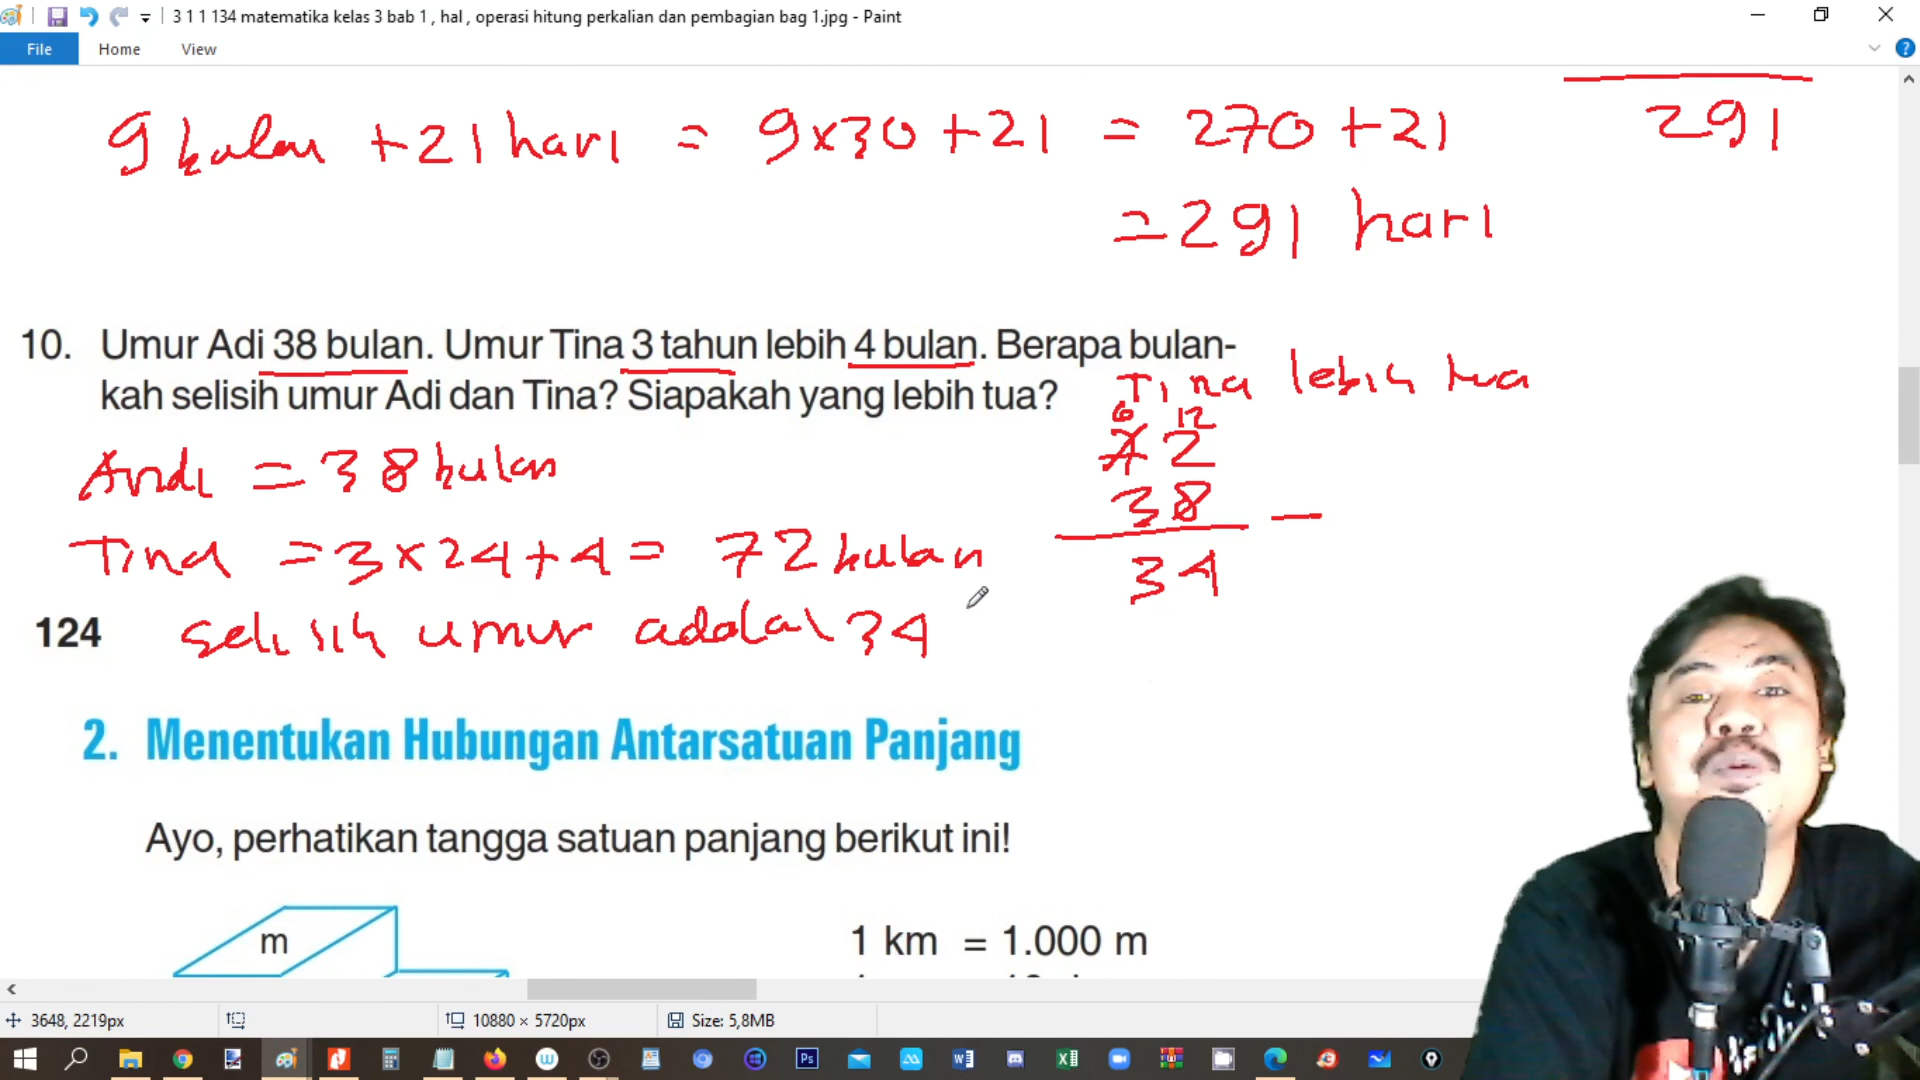 3 1 1 134 matematika kelas 3 bab 1 , hal , operasi hitung perkalian dan pembagian bag 1.jpg - Paint
File Home View
291
9 bulan + 21 hari = 9x30 + 21 = 270 + 21
= 291 hari
10. Umur Adi 38 bulan. Umur Tina 3 tahun lebih 4 bulan. Berapa bulan-
kah selisih umur Adi dan Tina? Siapakah yang lebih tua?
Tina lebih tua
6 12
72
38 -
34
Andi = 38 bulan
Tina = 3 x 24 + 4 = 72 bulan
124
selisih umur adalah 34
2. Menentukan Hubungan Antarsatuan Panjang
Ayo, perhatikan tangga satuan panjang berikut ini!
m
1 km = 1.000 m
3648, 2219px 10880 × 5720px Size: 5,8MB